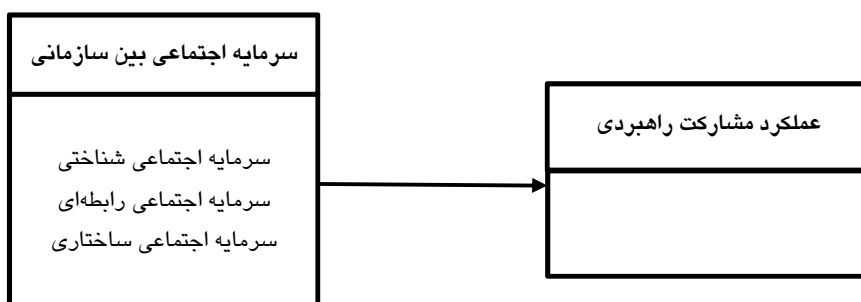 سرمایه اجتماعی بین سازمانی
عملکرد مشارکت راهبردی
سرمایه اجتماعی شناختی
سرمایه اجتماعی رابطه‌ای
سرمایه اجتماعی ساختاری